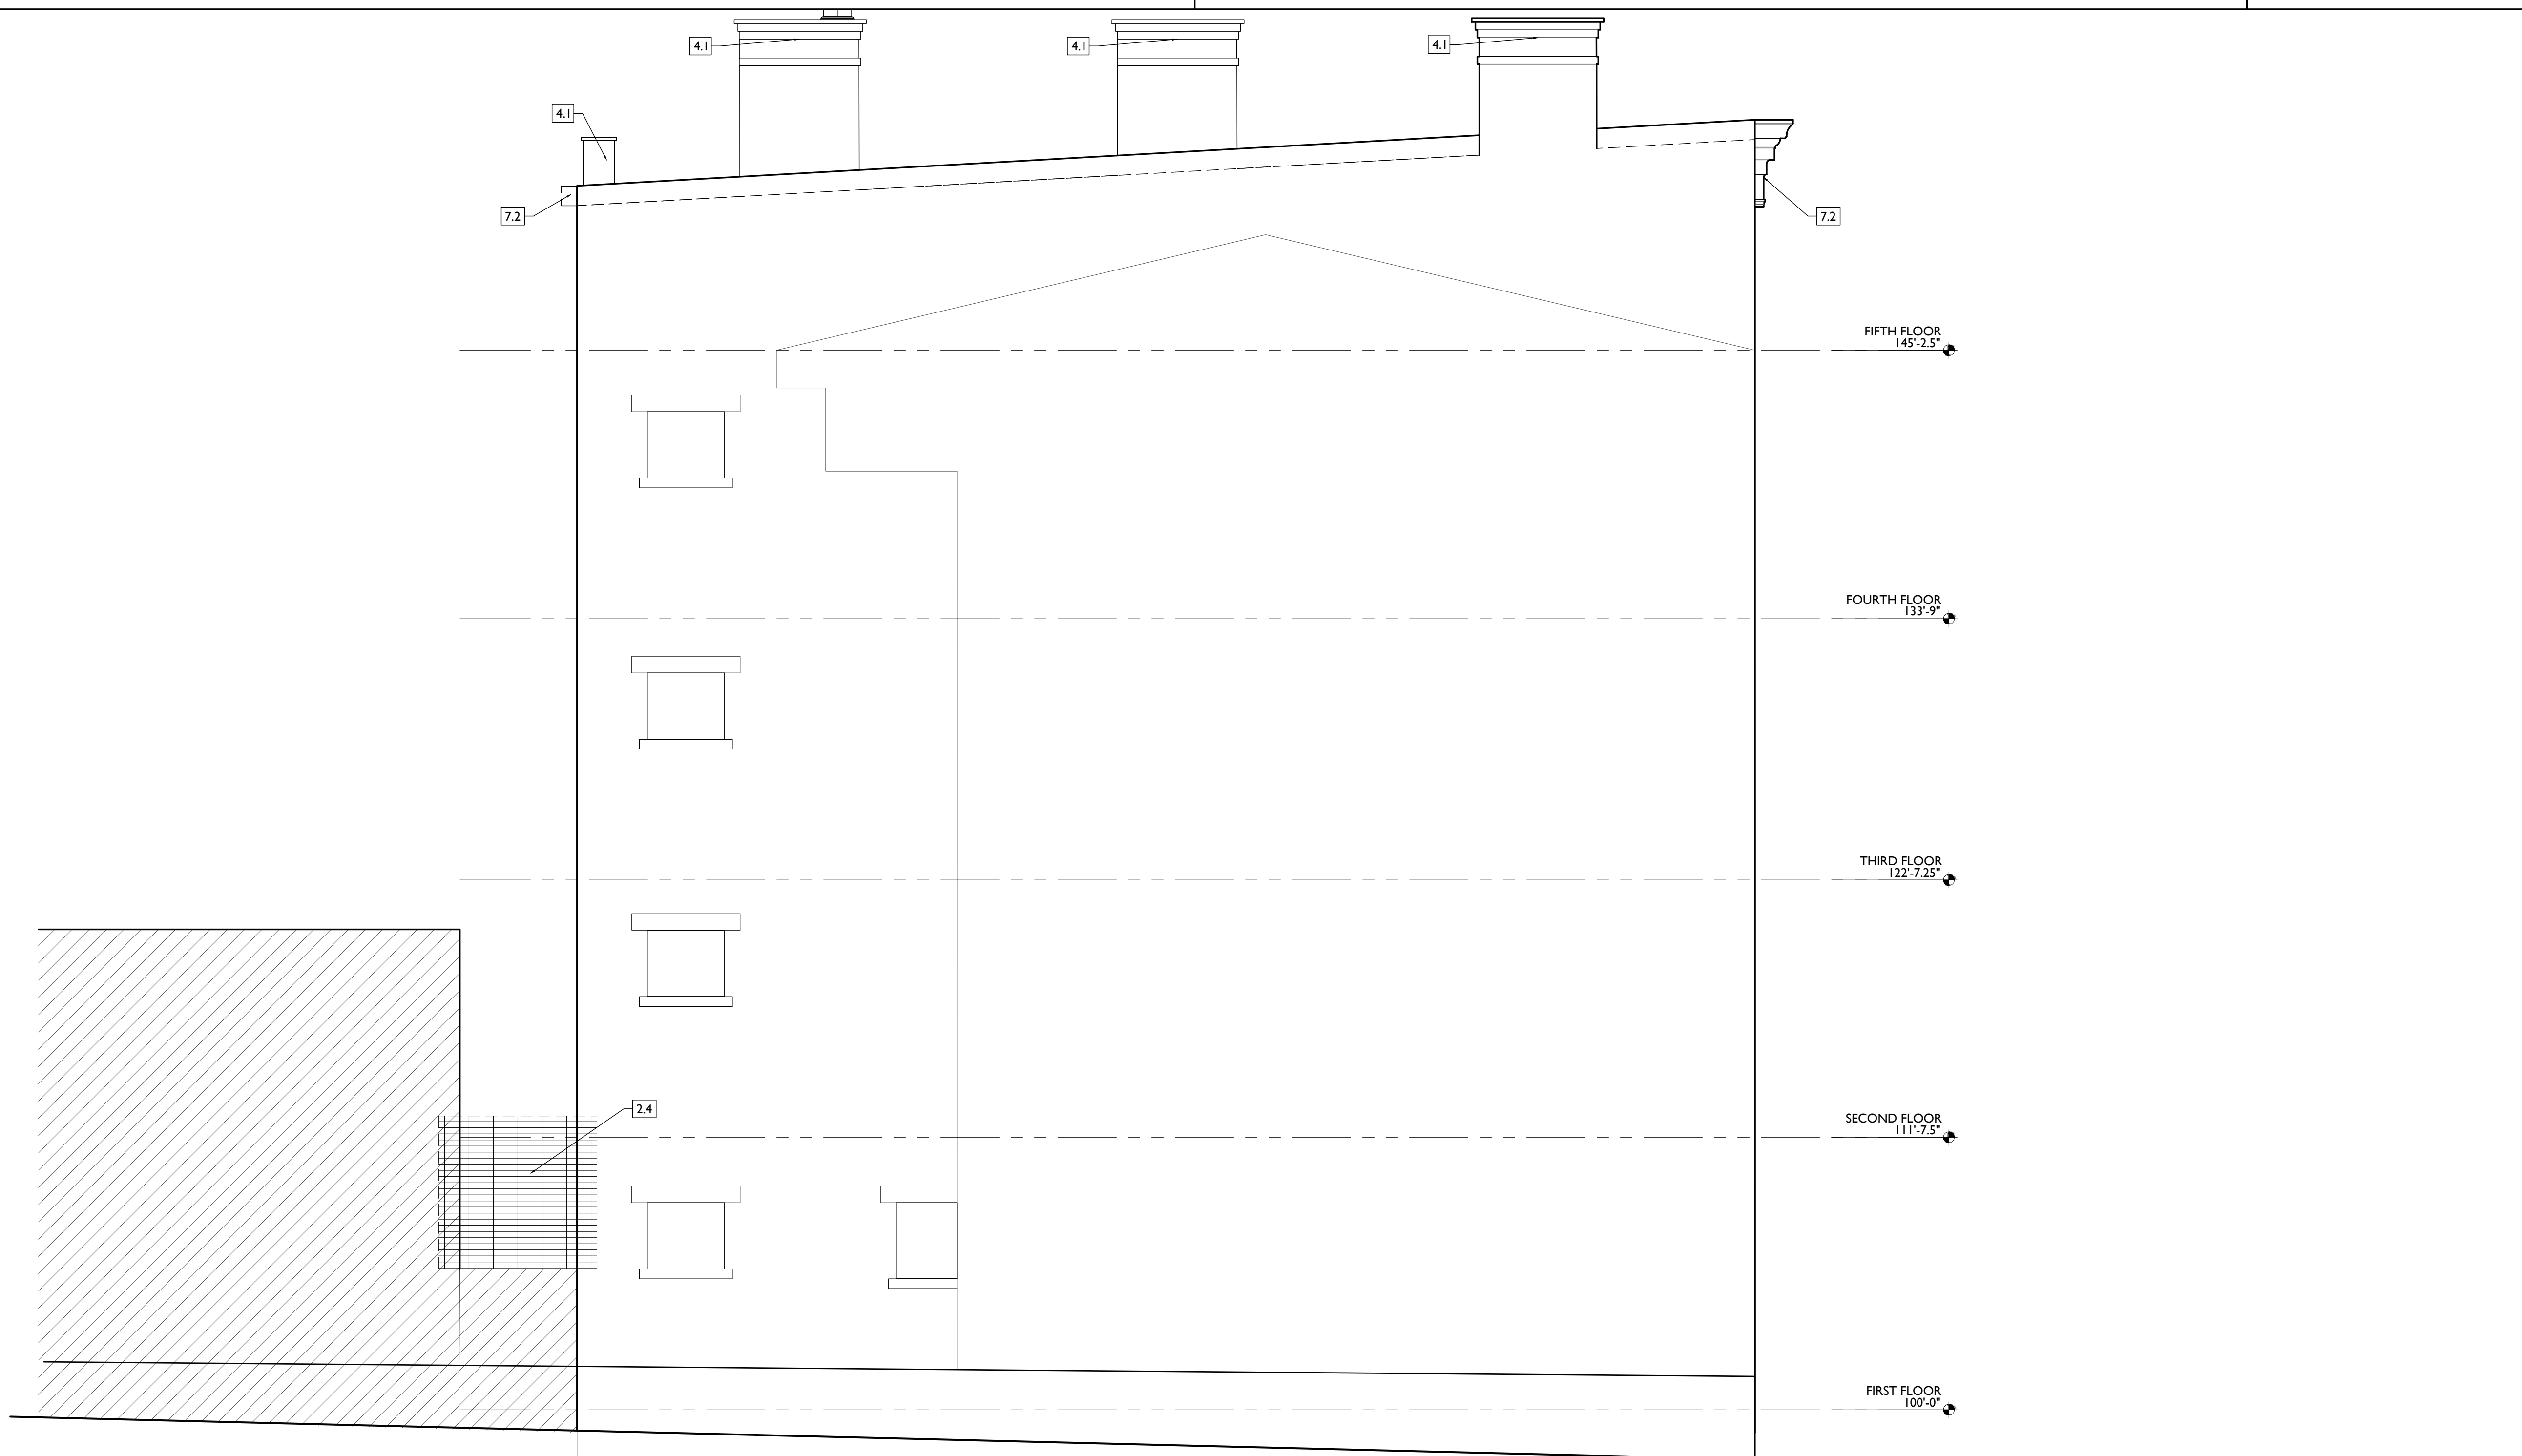 4.1
4.1
4.1
4.1
7.2
7.2
FIFTH FLOOR
145'-2.5"
FOURTH FLOOR
133'-9"
THIRD FLOOR
122'-7.25"
2.4
SECOND FLOOR
111'-7.5"
FIRST FLOOR
100'-0"